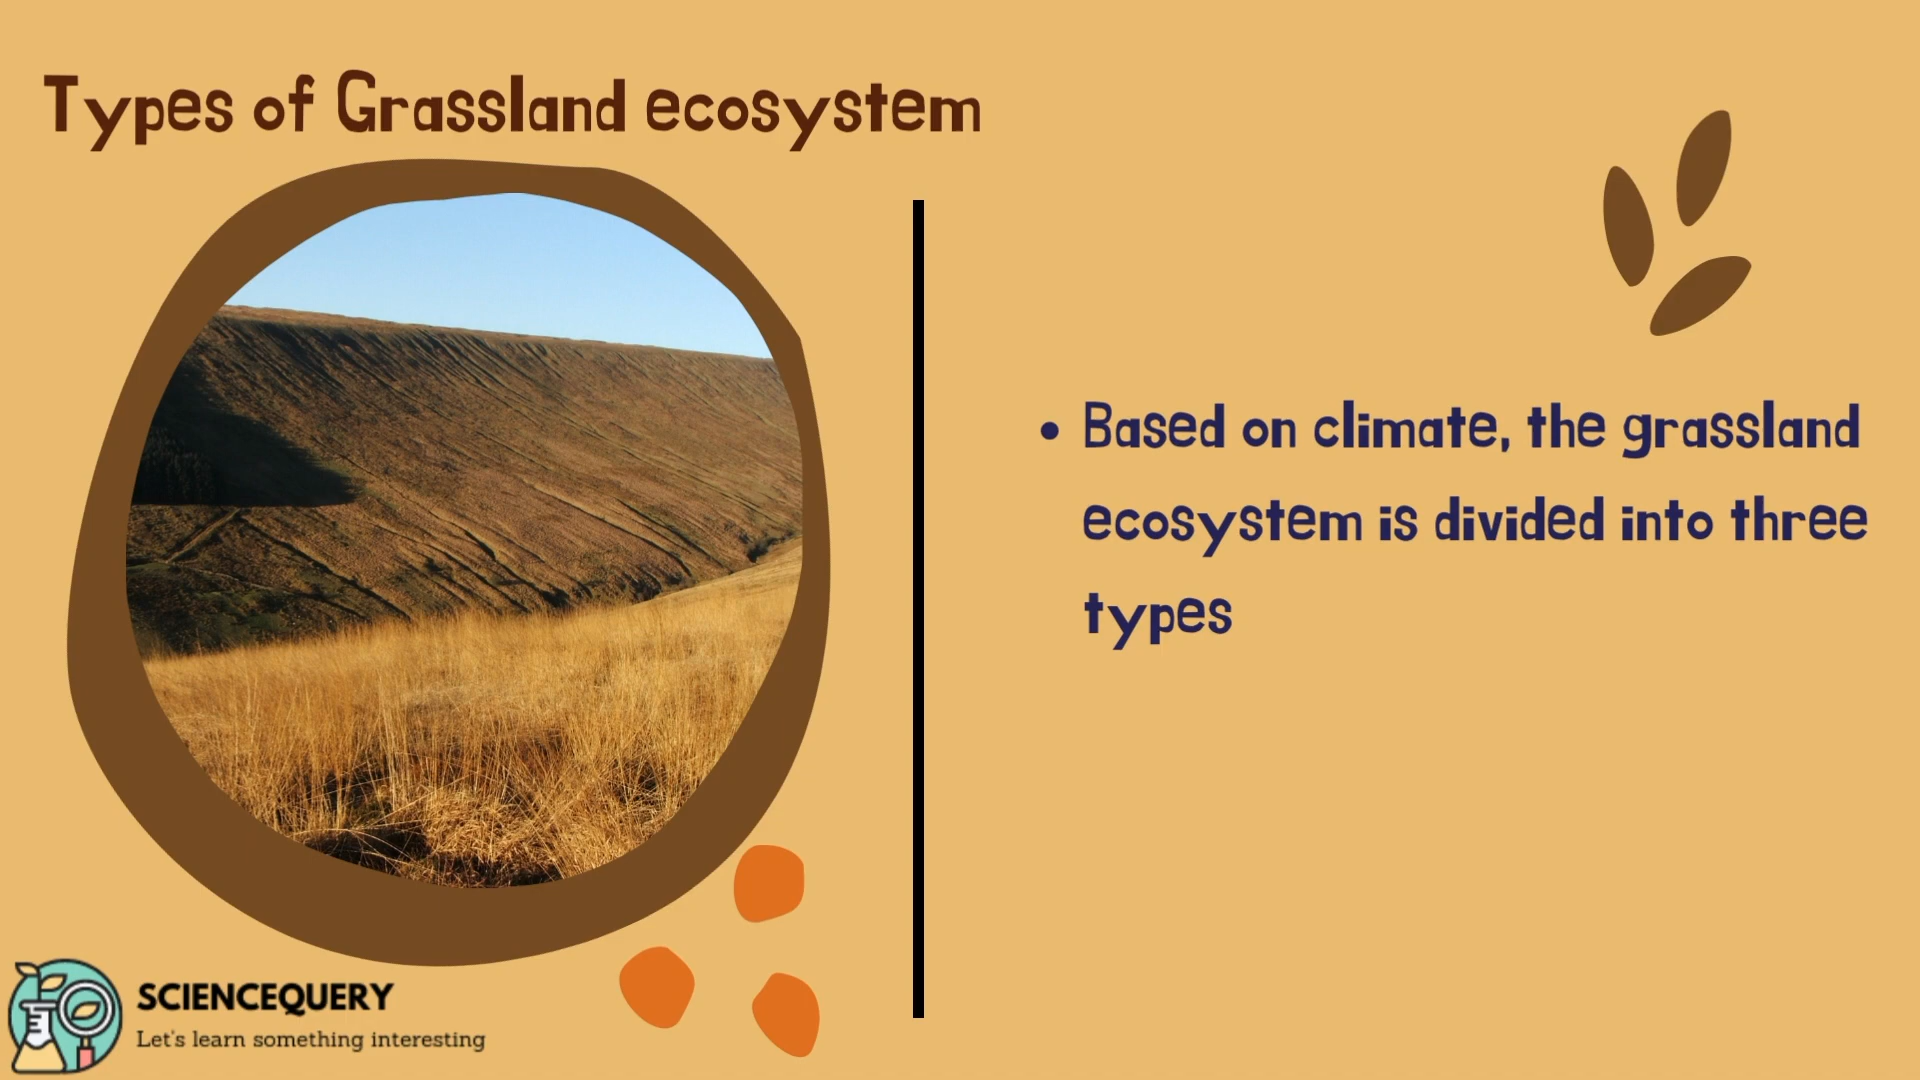 Types of Grassland ecosystem
• Based on climate, the grassland
ecosystem is divided into three
types
SCIENCEQUERY
Let's learn something interesting